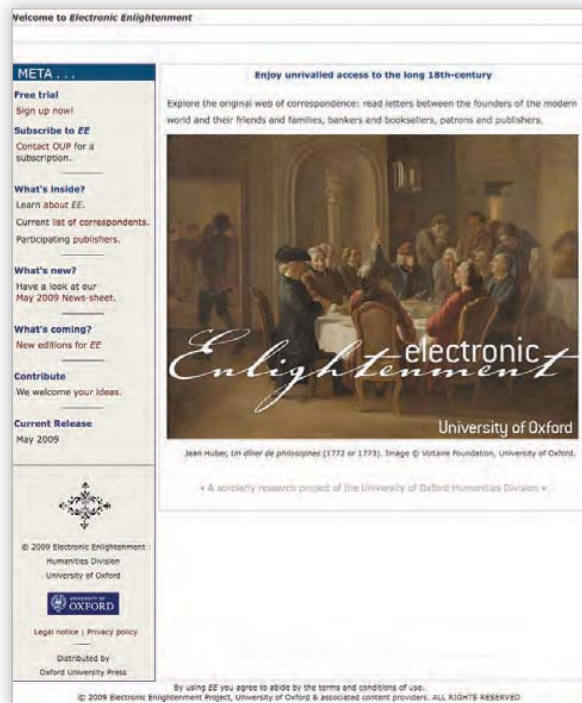 Welcome to Electronic Enlightenment
META . . .
Free trial
Sign up now!
Subscribe to EE
Contact OUP for a
subscription.
What's inside?
Learn about EE.
Current list of correspondents.
Participating publishers.
What's new?
Have a look at our
May 2009 News-sheet.
What's coming?
New editions for EE
Contribute
We welcome your ideas.
Current Release
May 2009
© 2009 Electronic Enlightenment
Humanities Division
University of Oxford
UNIVERSITY OF
OXFORD
Legal notice | Privacy policy
Distributed by
Oxford University Press
Enjoy unrivalled access to the long 18th-century
Explore the original web of correspondence: read letters between the founders of the modern
world and their friends and families, bankers and booksellers, patrons and publishers.
electronic
Enlightenment
University of Oxford
Jean Huber, Un dîner de philosophes (1772 or 1773). Image © Voltaire Foundation, University of Oxford.
• A scholarly research project of the University of Oxford Humanities Division •
By using EE you agree to abide by the terms and conditions of use.
© 2009 Electronic Enlightenment Project, University of Oxford & associated content providers. ALL RIGHTS RESERVED